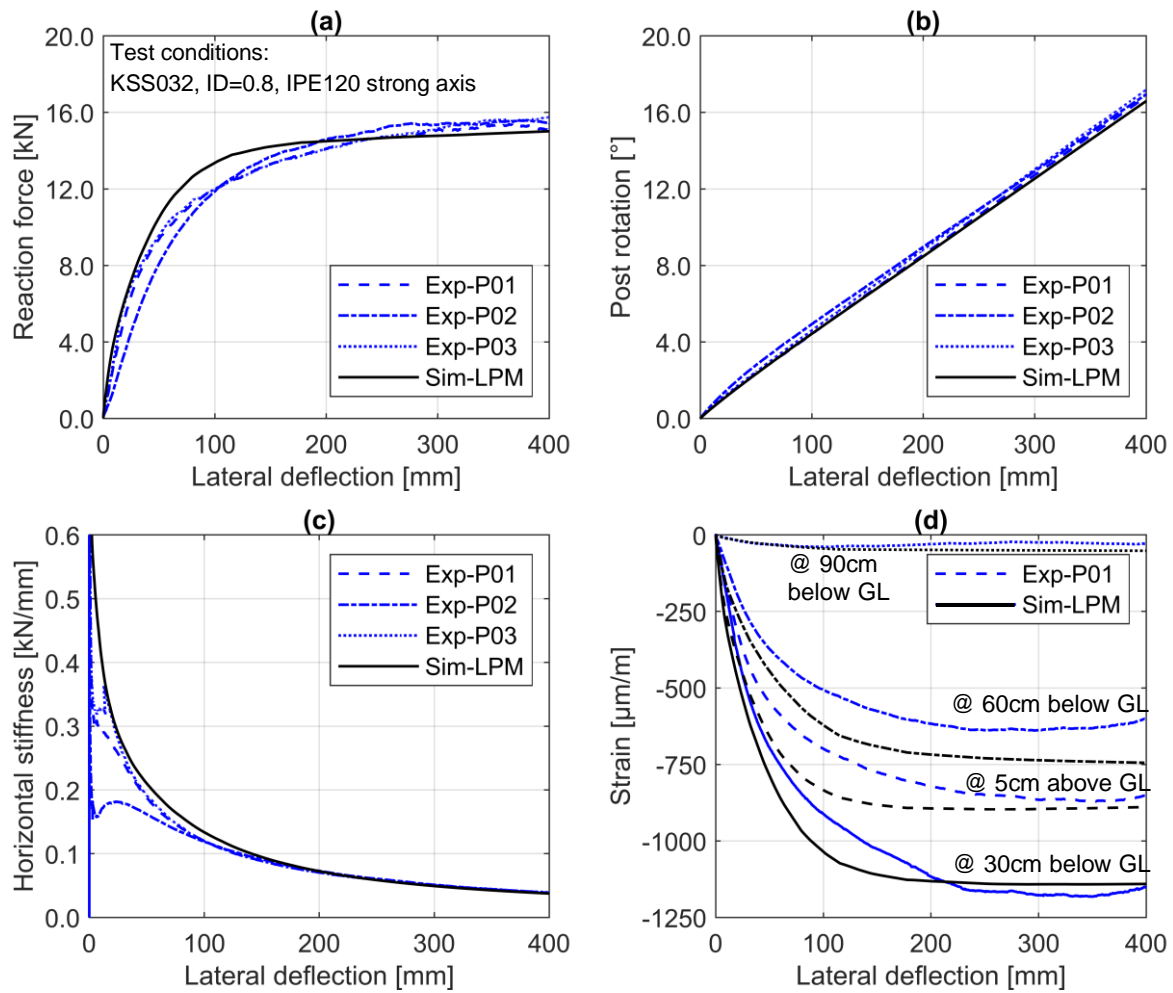 (a)
Reaction force [kN]
20.0
16.0
12.0
8.0
4.0
0.0
Test conditions:
KSS032, ID=0.8, IPE120 strong axis
Exp-P01
Exp-P02
Exp-P03
Sim-LPM
0 100 200 300 400
Lateral deflection [mm]
(b)
Post rotation [°]
20.0
16.0
12.0
8.0
4.0
0.0
Exp-P01
Exp-P02
Exp-P03
Sim-LPM
0 100 200 300 400
Lateral deflection [mm]
(c)
Horizontal stiffness [kN/mm]
0.6
0.5
0.4
0.3
0.2
0.1
0.0
Exp-P01
Exp-P02
Exp-P03
Sim-LPM
0 100 200 300 400
Lateral deflection [mm]
(d)
Strain [µm/m]
0
-250
-500
-750
-1000
-1250
@ 90cm
below GL
Exp-P01
Sim-LPM
@ 60cm below GL
@ 5cm above GL
@ 30cm below GL
0 100 200 300 400
Lateral deflection [mm]